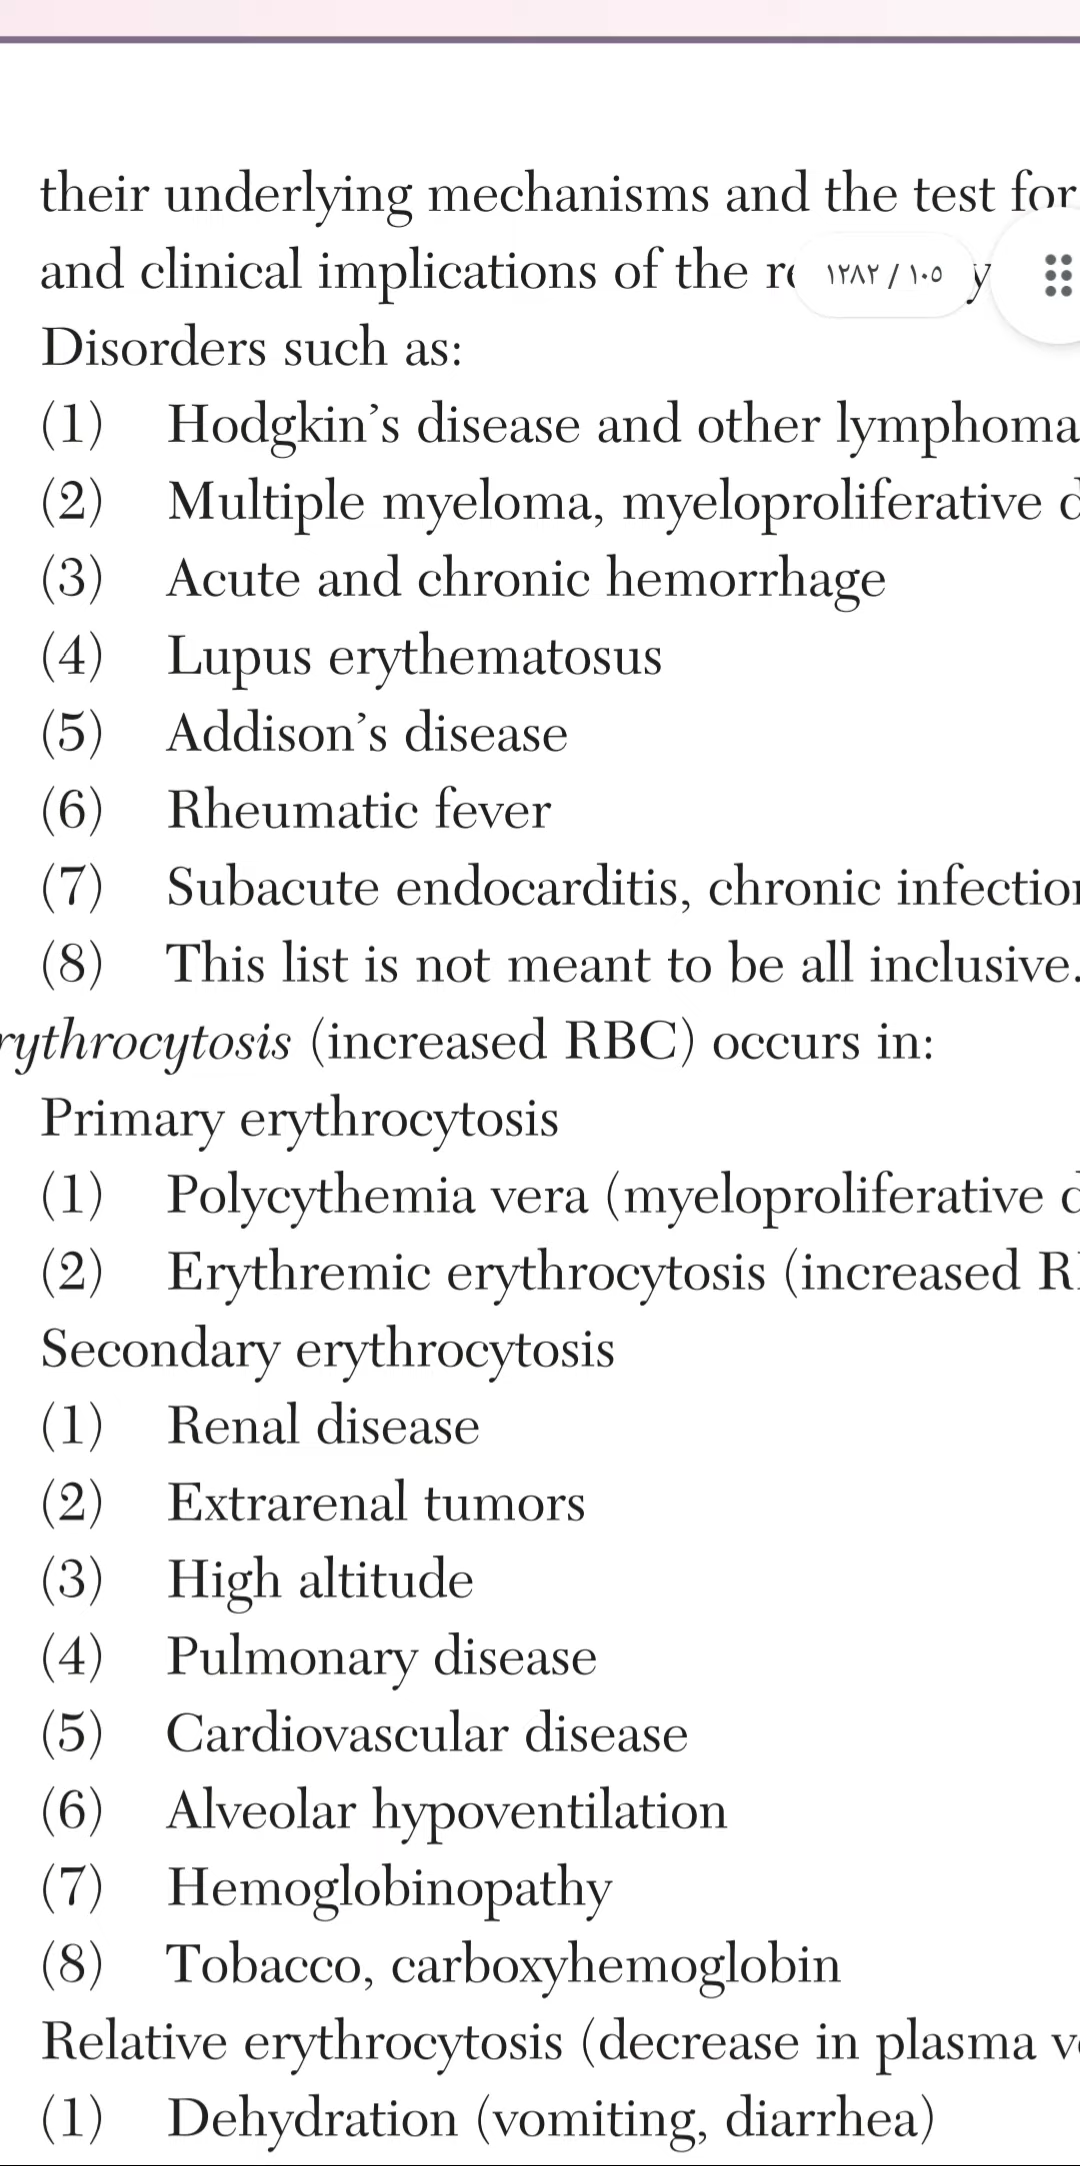 their underlying mechanisms and the test for
and clinical implications of the
١٢٨٢ / ١٠٥
Disorders such as:
(1) Hodgkin’s disease and other lymphoma
(2) Multiple myeloma, myeloproliferative
(3) Acute and chronic hemorrhage
(4) Lupus erythematosus
(5) Addison’s disease
(6) Rheumatic fever
(7) Subacute endocarditis, chronic
(8) This list is not meant to be all inclusive.
rythrocytosis (increased RBC) occurs in:
Primary erythrocytosis
(1) Polycythemia vera (myeloproliferative
(2) Erythremic erythrocytosis (increased
Secondary erythrocytosis
(1) Renal disease
(2) Extrarenal tumors
(3) High altitude
(4) Pulmonary disease
(5) Cardiovascular disease
(6) Alveolar hypoventilation
(7) Hemoglobinopathy
(8) Tobacco, carboxyhemoglobin
Relative erythrocytosis (decrease in plasma
(1) Dehydration (vomiting, diarrhea)